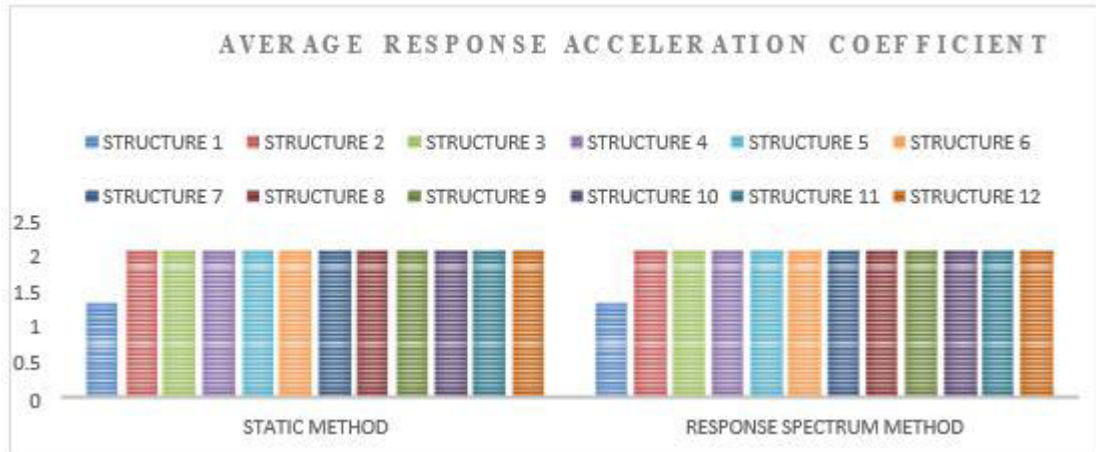 AVERAGE RESPONSE ACCELERATION COEFFICIENT
STRUCTURE 1 STRUCTURE 2 STRUCTURE 3 STRUCTURE 4 STRUCTURE 5 STRUCTURE 6
STRUCTURE 7 STRUCTURE 8 STRUCTURE 9 STRUCTURE 10 STRUCTURE 11 STRUCTURE 12
2.5
2
1.5
1
0.5
0
STATIC METHOD RESPONSE SPECTRUM METHOD